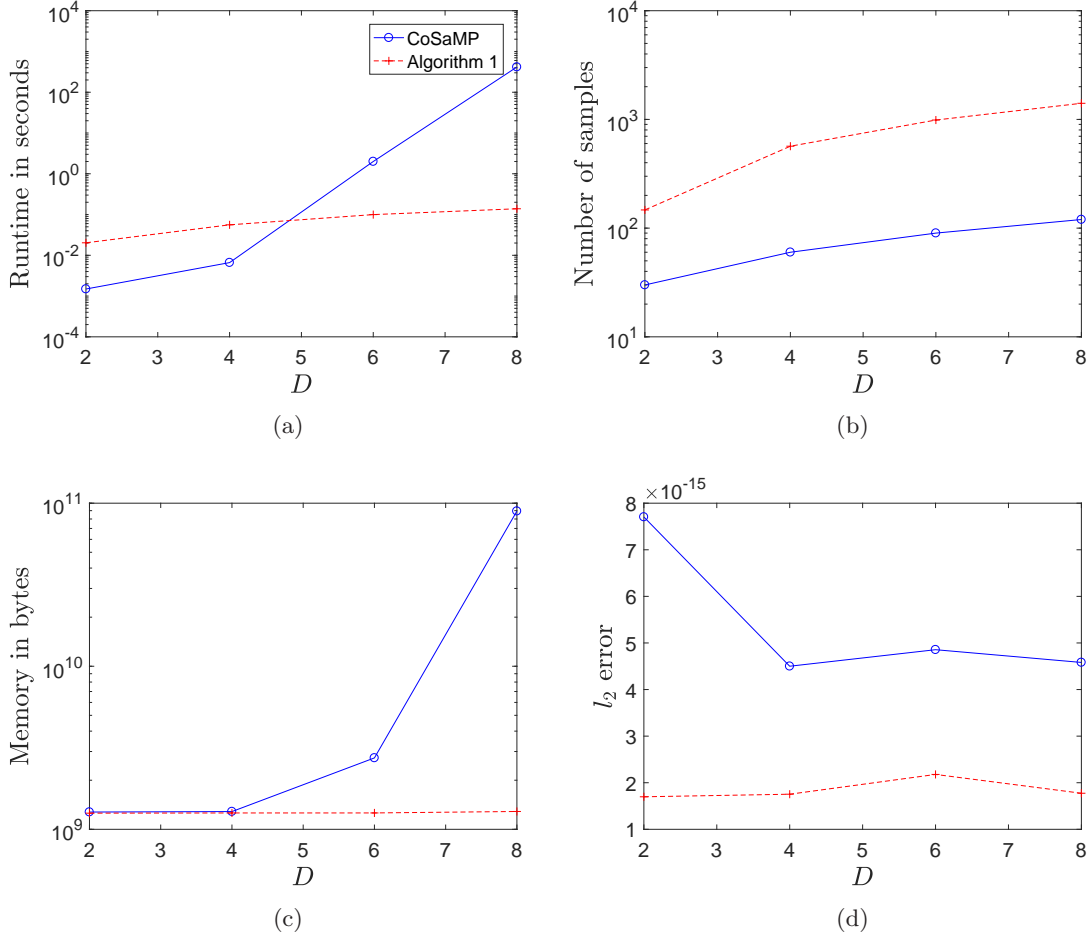 10^4
10^2
10^0
10^-2
10^-4
Runtime in seconds
CoSaMP
Algorithm 1
2 3 4 5 6 7 8
D
(a)
10^4
10^3
10^2
10^1
Number of samples
2 3 4 5 6 7 8
D
(b)
10^11
10^10
10^9
Memory in bytes
2 3 4 5 6 7 8
D
(c)
×10^-15
8
7
6
5
4
3
2
1
l_2 error
2 3 4 5 6 7 8
D
(d)